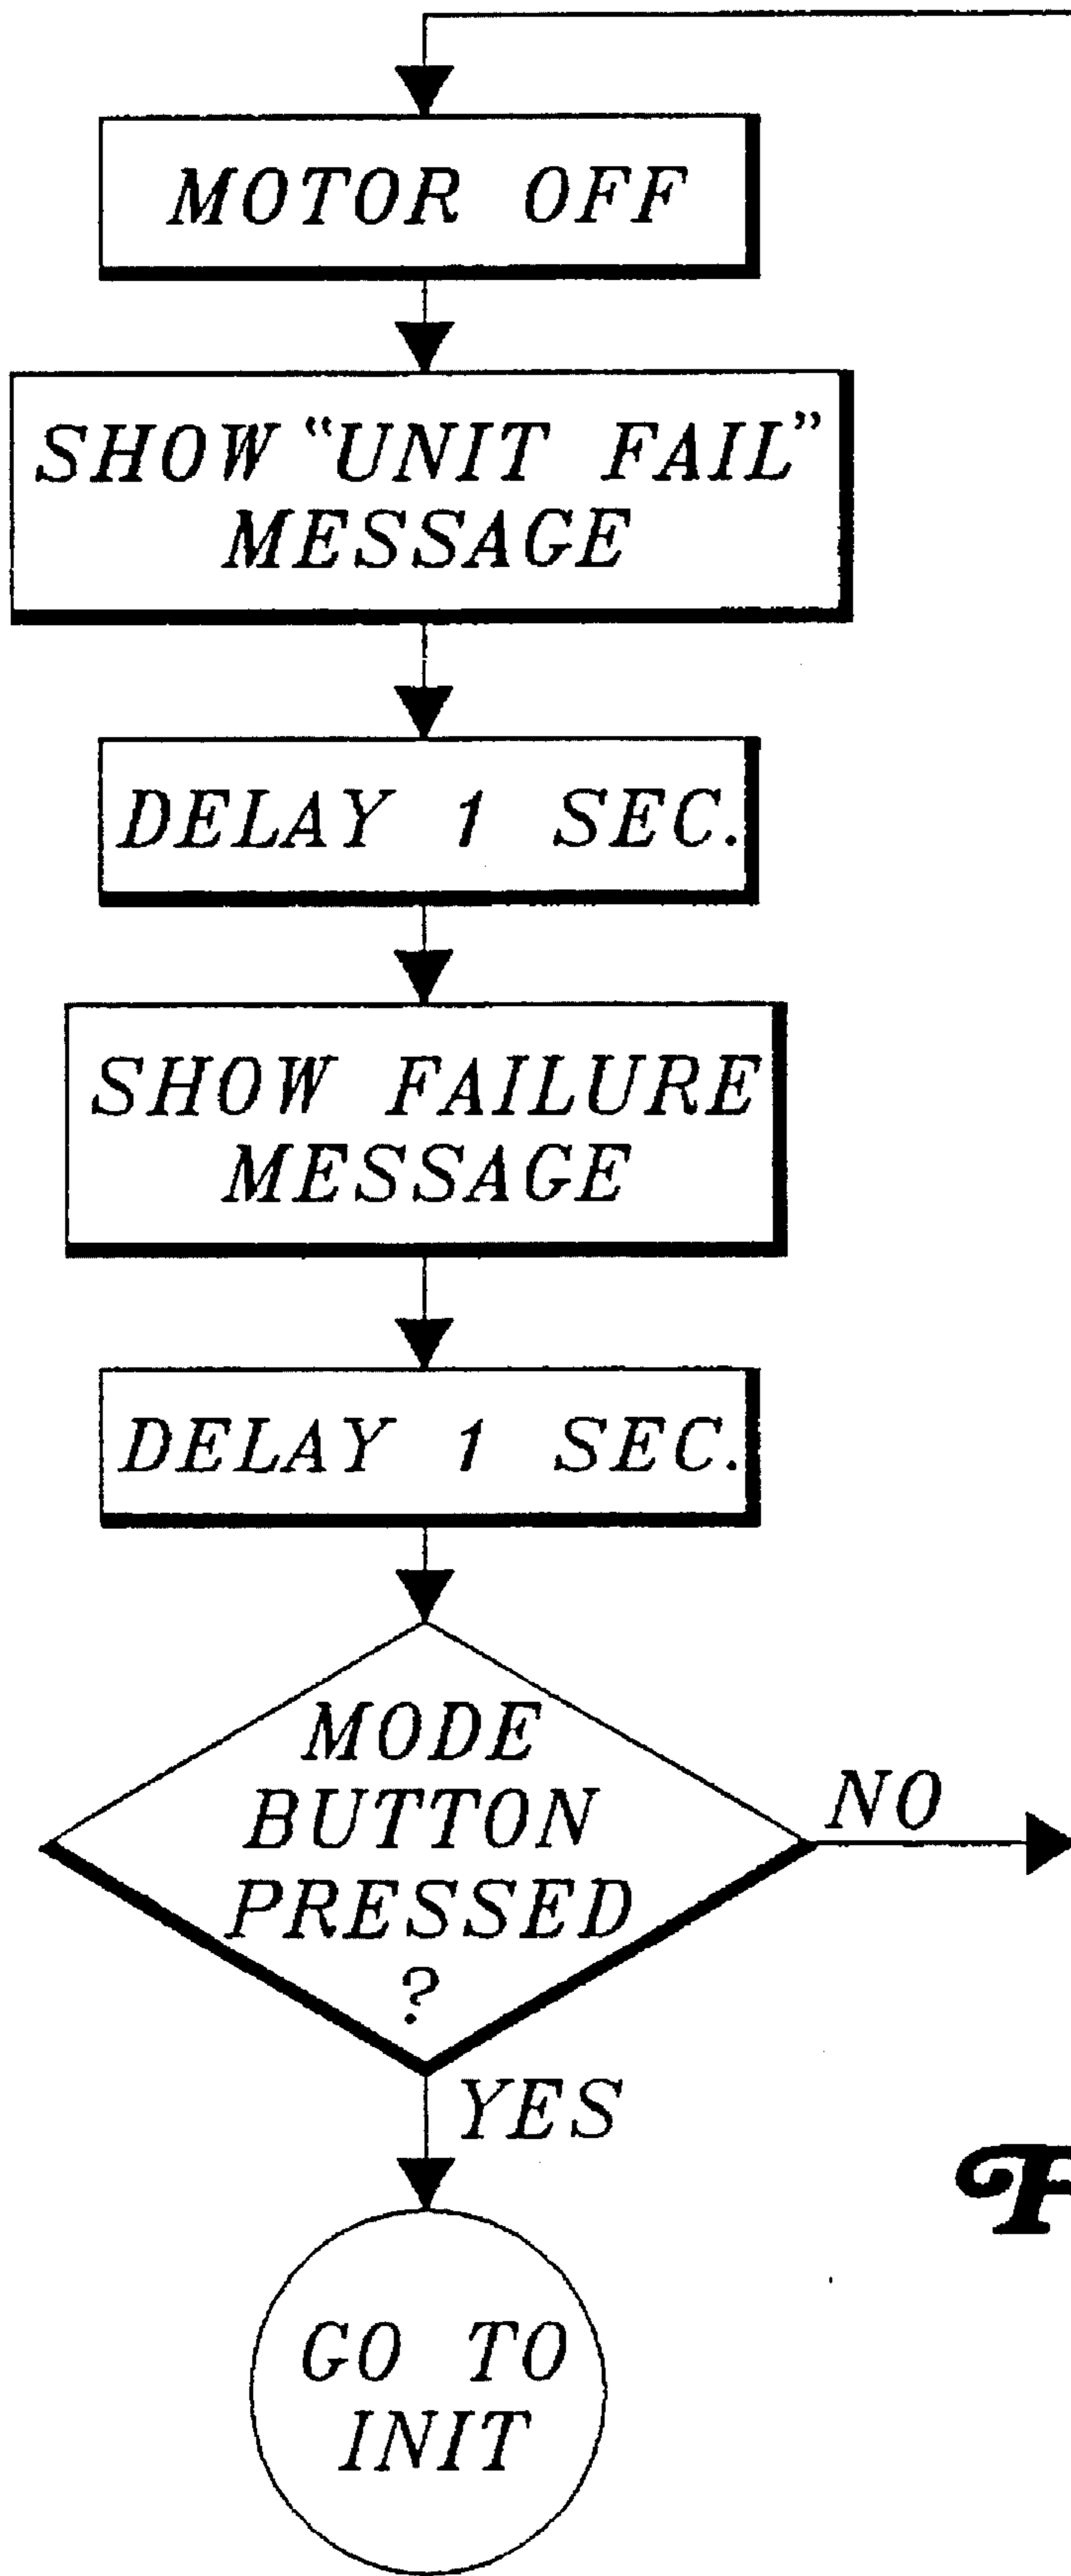 MOTOR OFF
SHOW “UNIT FAIL”
MESSAGE
DELAY 1 SEC.
SHOW FAILURE
MESSAGE
DELAY 1 SEC.
MODE
BUTTON
PRESSED
?
NO
YES
GO TO
INIT